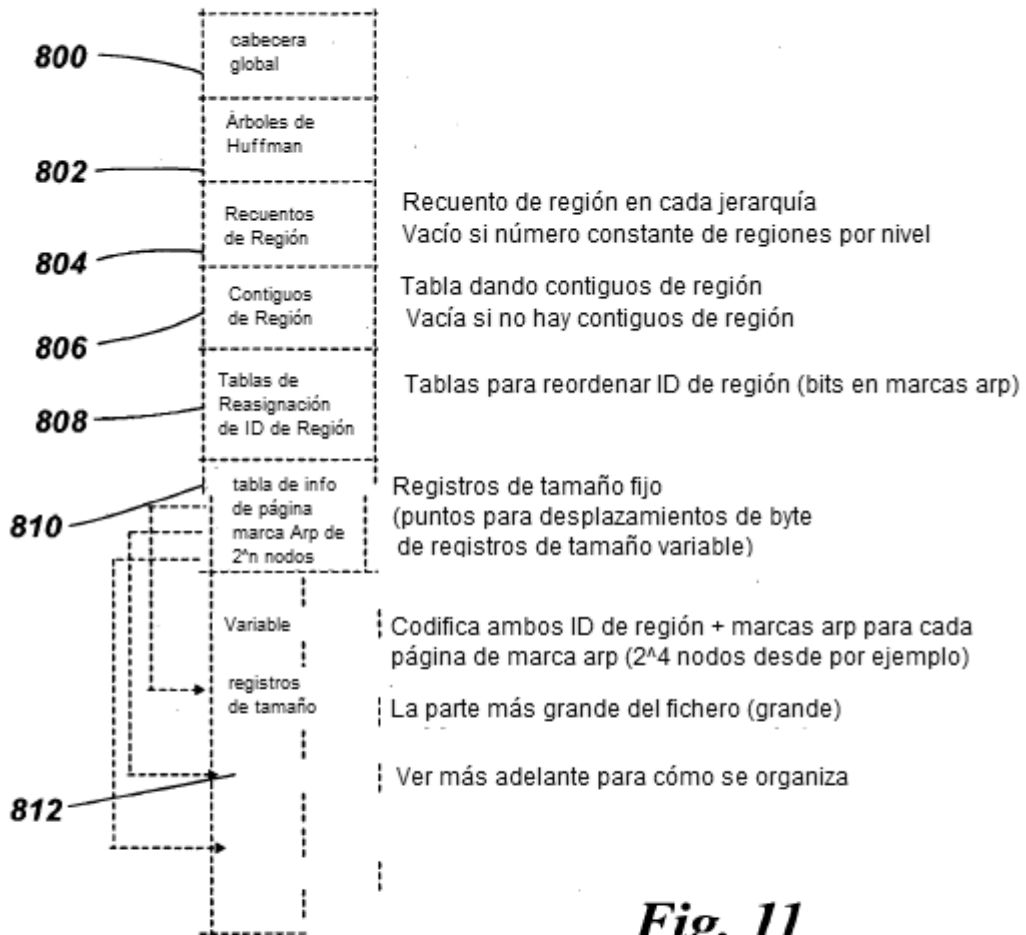 800
cabecera
global
Árboles de
Huffman
802
Recuentos
de Región
Recuento de región en cada jerarquía
Vacío si número constante de regiones por nivel
804
Contiguos
de Región
Tabla dando contiguos de región
Vacía si no hay contiguos de región
806
Tablas de
Reasignación
de ID de Región
Tablas para reordenar ID de región (bits en marcas arp)
808
tabla de info
de página
marca Arp de
2^n nodos
Registros de tamaño fijo
(puntos para desplazamientos de byte
de registros de tamaño variable)
810
Variable
Codifica ambos ID de región + marcas arp para cada
página de marca arp (2^4 nodos desde por ejemplo)
registros
de tamaño
La parte más grande del fichero (grande)
Ver más adelante para cómo se organiza
812
Fig. 11